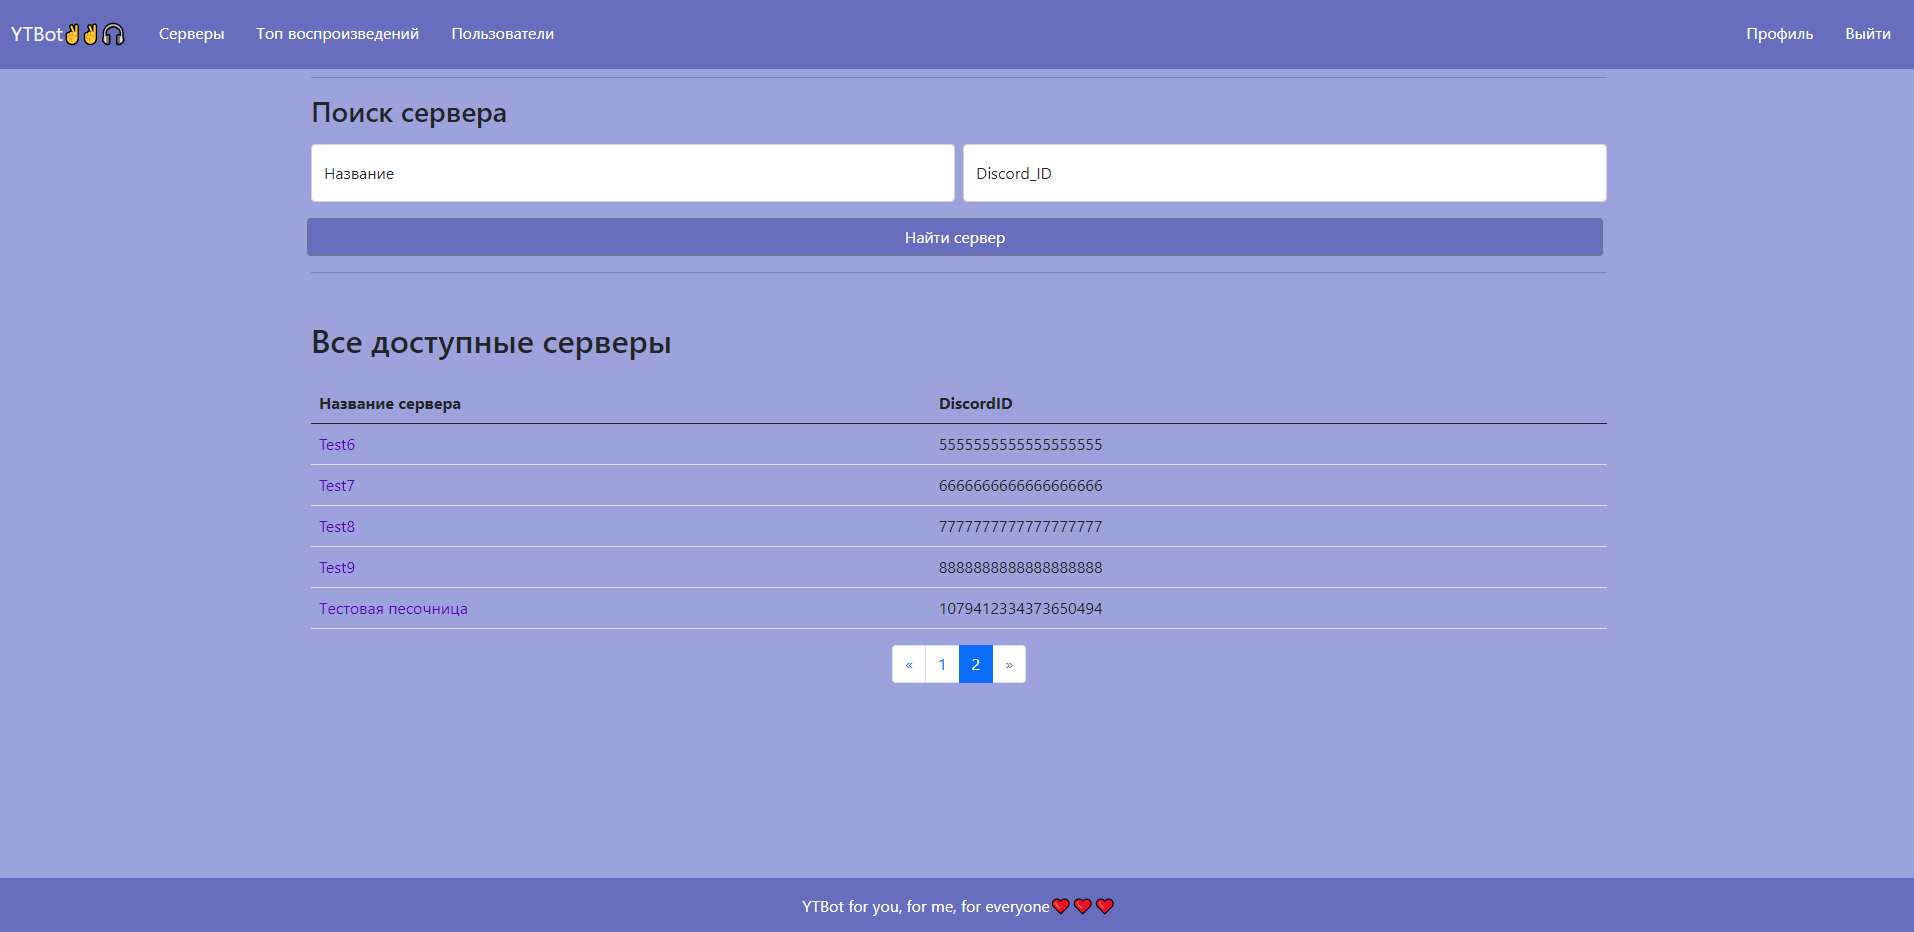 YTBot✌✌🎧 Серверы Топ воспроизведений Пользователи Профиль Выйти
Поиск сервера
Название Discord_ID
Найти сервер
Все доступные серверы
Название сервера DiscordID
Test6 5555555555555555555
Test7 6666666666666666666
Test8 7777777777777777777
Test9 8888888888888888888
Тестовая песочница 1079412334373650494
« 1 2 »
YTBot for you, for me, for everyone❤❤❤